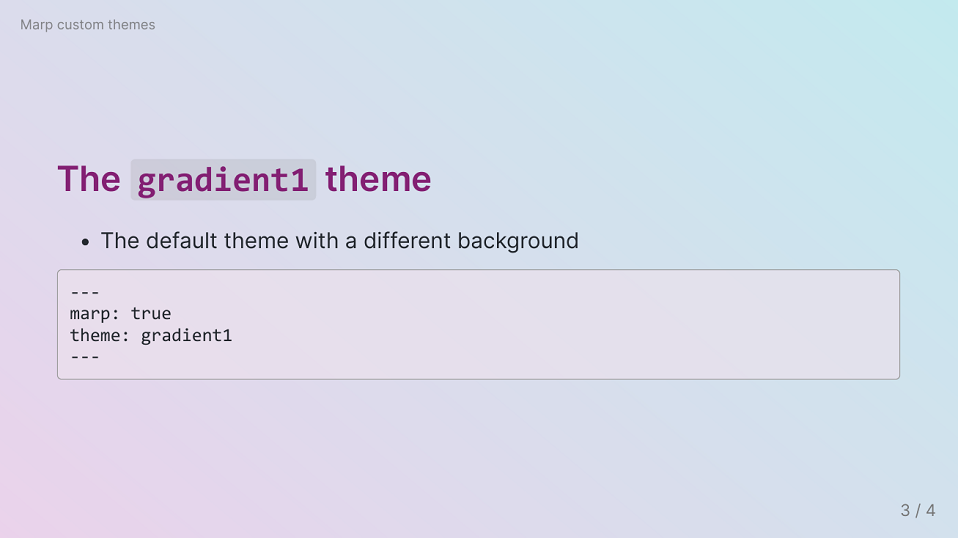 Marp custom themes
The gradient1 theme
• The default theme with a different background
---
marp: true
theme: gradient1
---
3 / 4